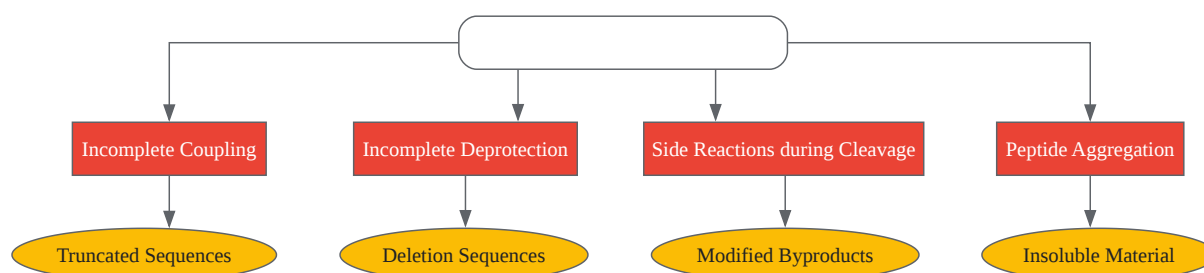 Incomplete Coupling
Incomplete Deprotection
Side Reactions during Cleavage
Peptide Aggregation
Truncated Sequences
Deletion Sequences
Modified Byproducts
Insoluble Material